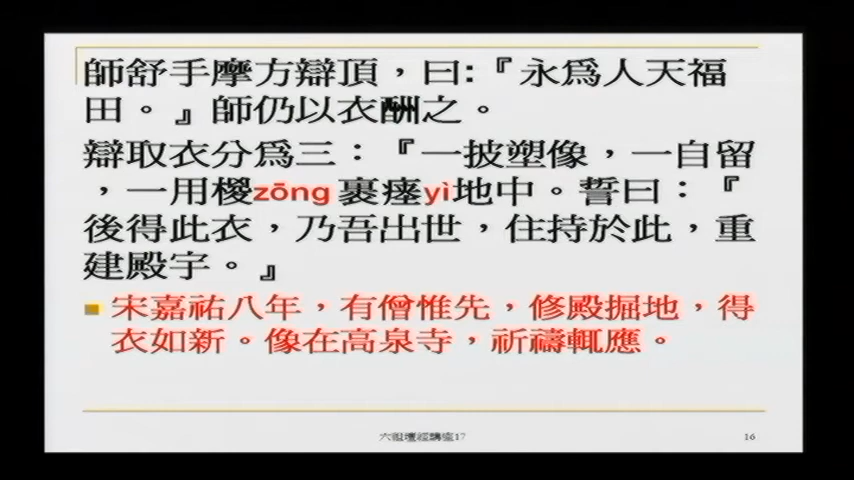 師舒手摩方辯頂，曰:『永爲人天福
田。』師仍以衣酬之。
辯取衣分爲三：『一披塑像，一自留
，一用椶zōng裹瘞yì地中。誓曰：『
後得此衣，乃吾出世，住持於此，重
建殿宇。』
宋嘉祐八年，有僧惟先，修殿掘地，得
衣如新。像在高泉寺，祈禱輒應。
六祖壇經講座17
16